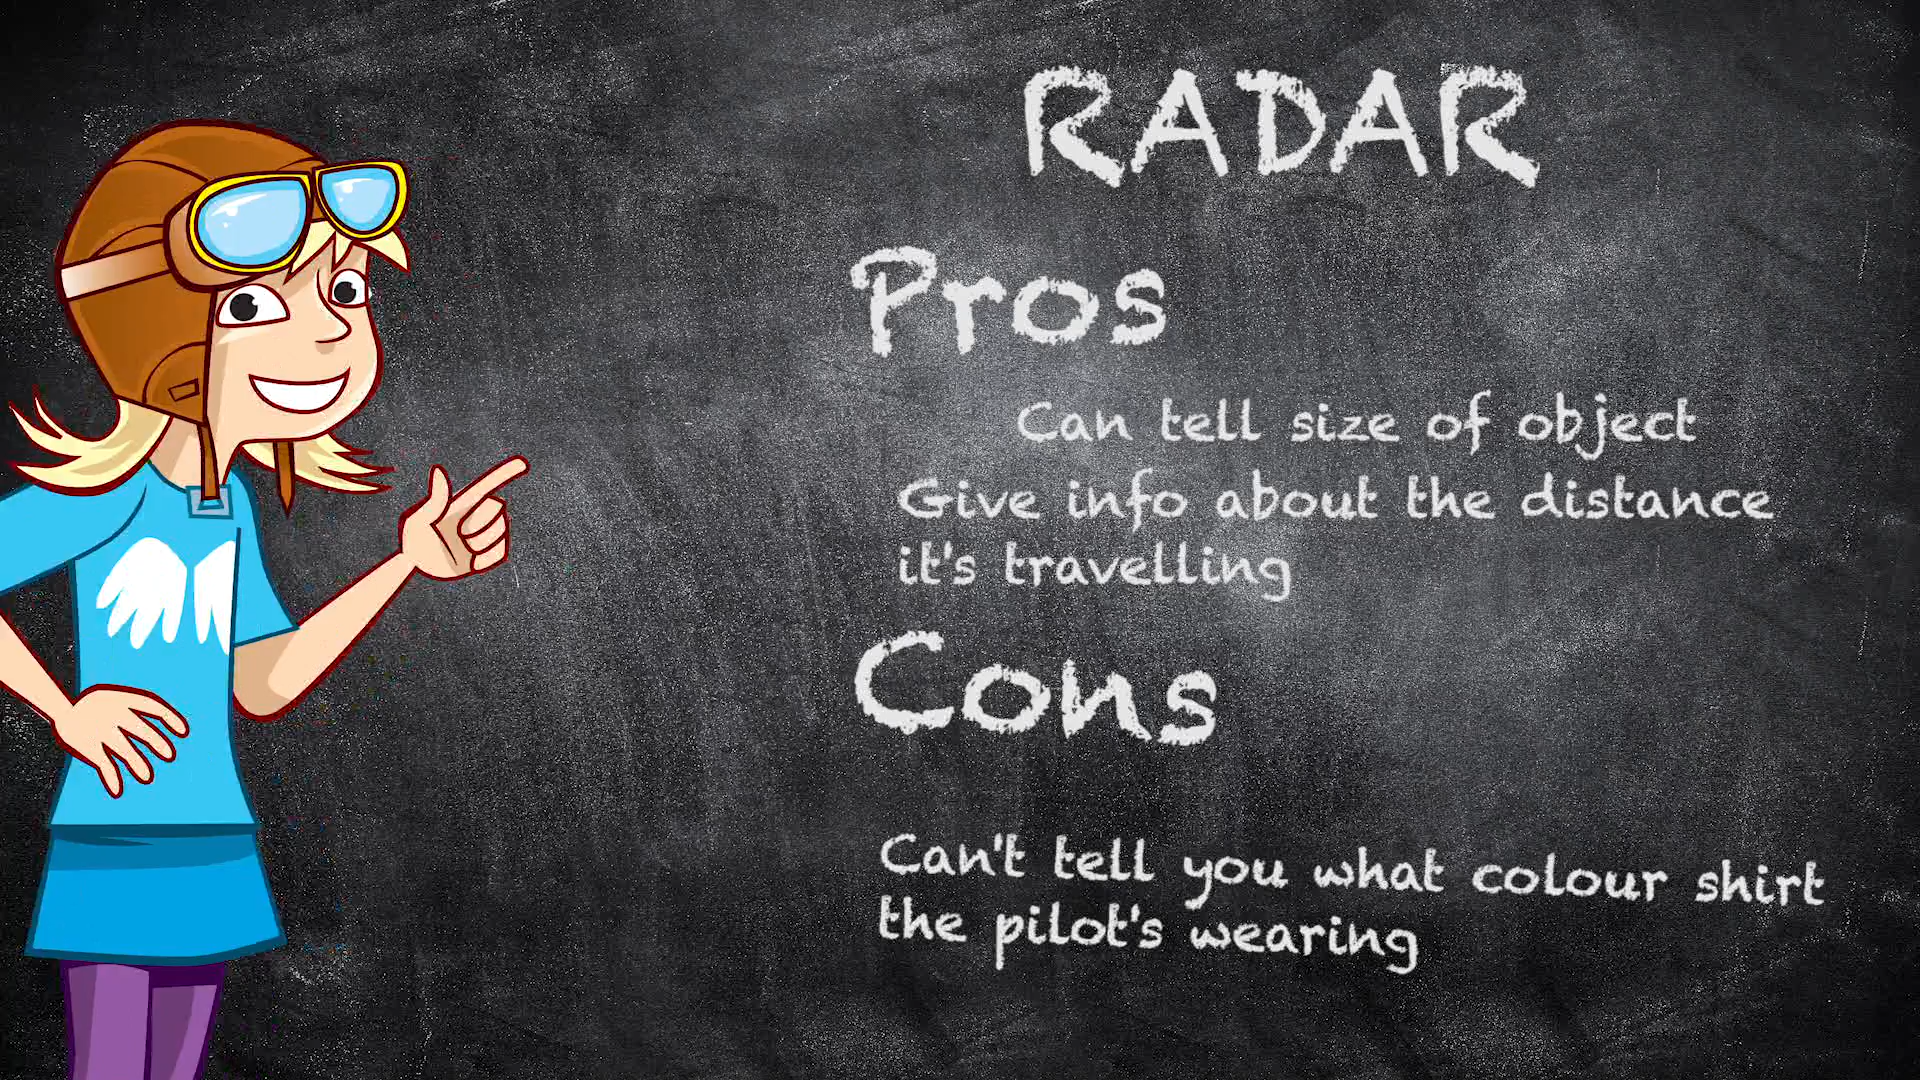 RADAR
Pros
Can tell size of object
Give info about the distance
it's travelling
Cons
Can't tell you what colour shirt
the pilot's wearing